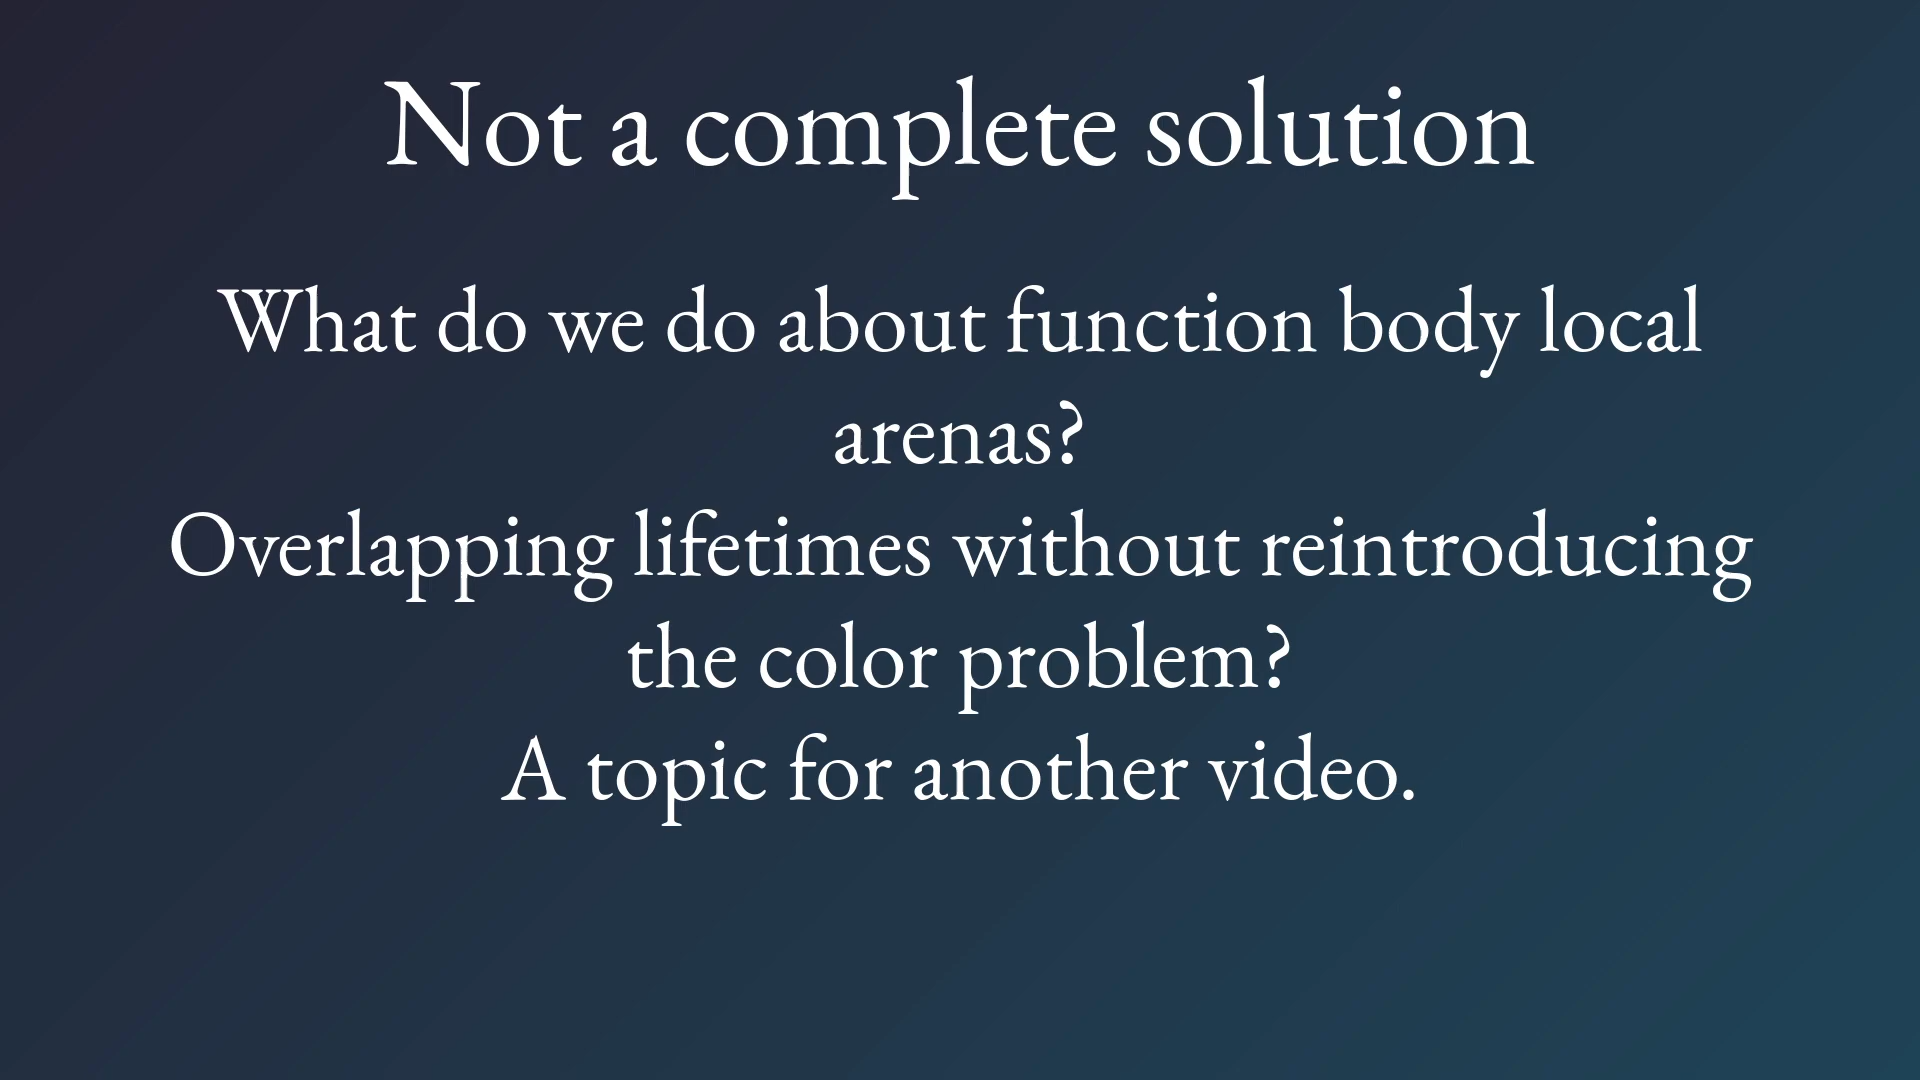 Not a complete solution
What do we do about function body local
arenas?
Overlapping lifetimes without reintroducing
the color problem?
A topic for another video.